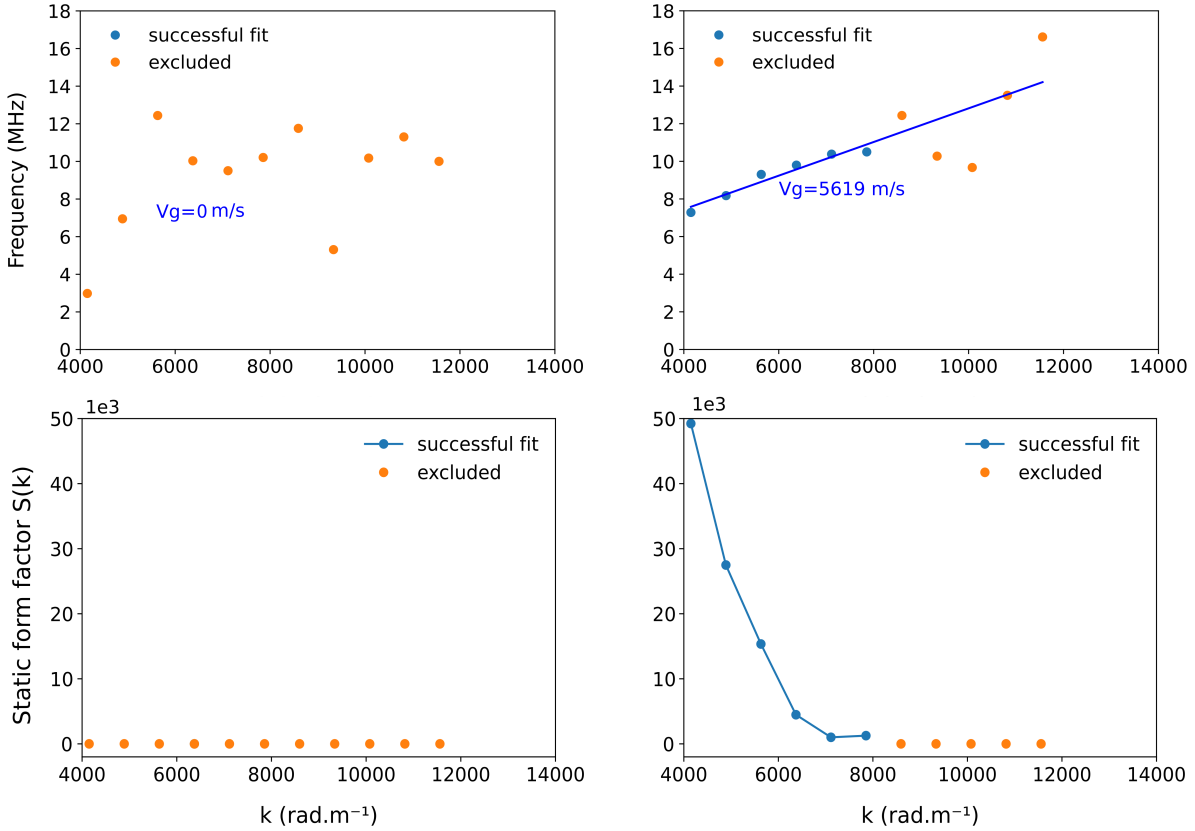 18
16
14
12
10
8
6
4
2
0
Frequency (MHz)
successful fit
excluded
Vg=0 m/s
4000 6000 8000 10000 12000 14000
18
16
14
12
10
8
6
4
2
0
successful fit
excluded
Vg=5619 m/s
4000 6000 8000 10000 12000 14000
1e3
50
40
30
20
10
0
Static form factor S(k)
successful fit
excluded
4000 6000 8000 10000 12000 14000
k (rad.m⁻¹)
1e3
50
40
30
20
10
0
successful fit
excluded
4000 6000 8000 10000 12000 14000
k (rad.m⁻¹)